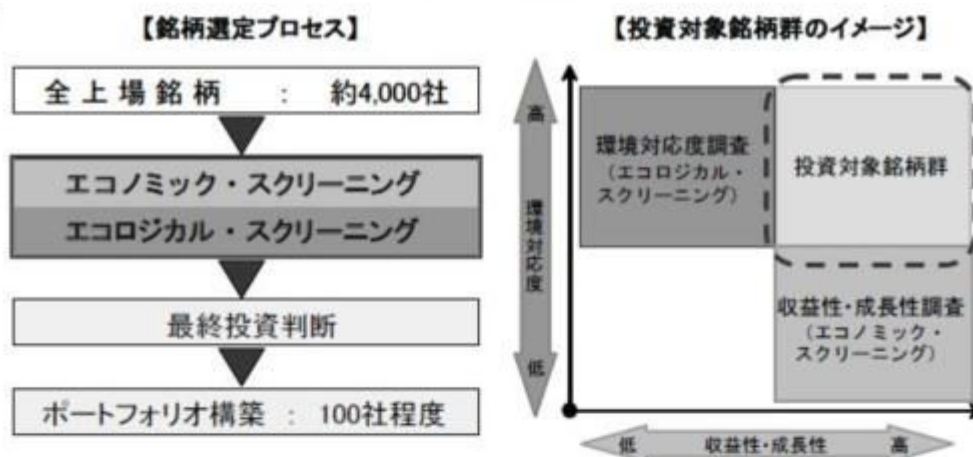 【銘柄選定プロセス】
全上場銘柄 : 約4,000社
エコノミック・スクリーニング
エコロジカル・スクリーニング
最終投資判断
ポートフォリオ構築 : 100社程度
【投資対象銘柄群のイメージ】
高
環境対応度
低
環境対応度調査
(エコロジカル・
スクリーニング)
投資対象銘柄群
収益性・成長性調査
(エコノミック・
スクリーニング)
低 収益性・成長性 高